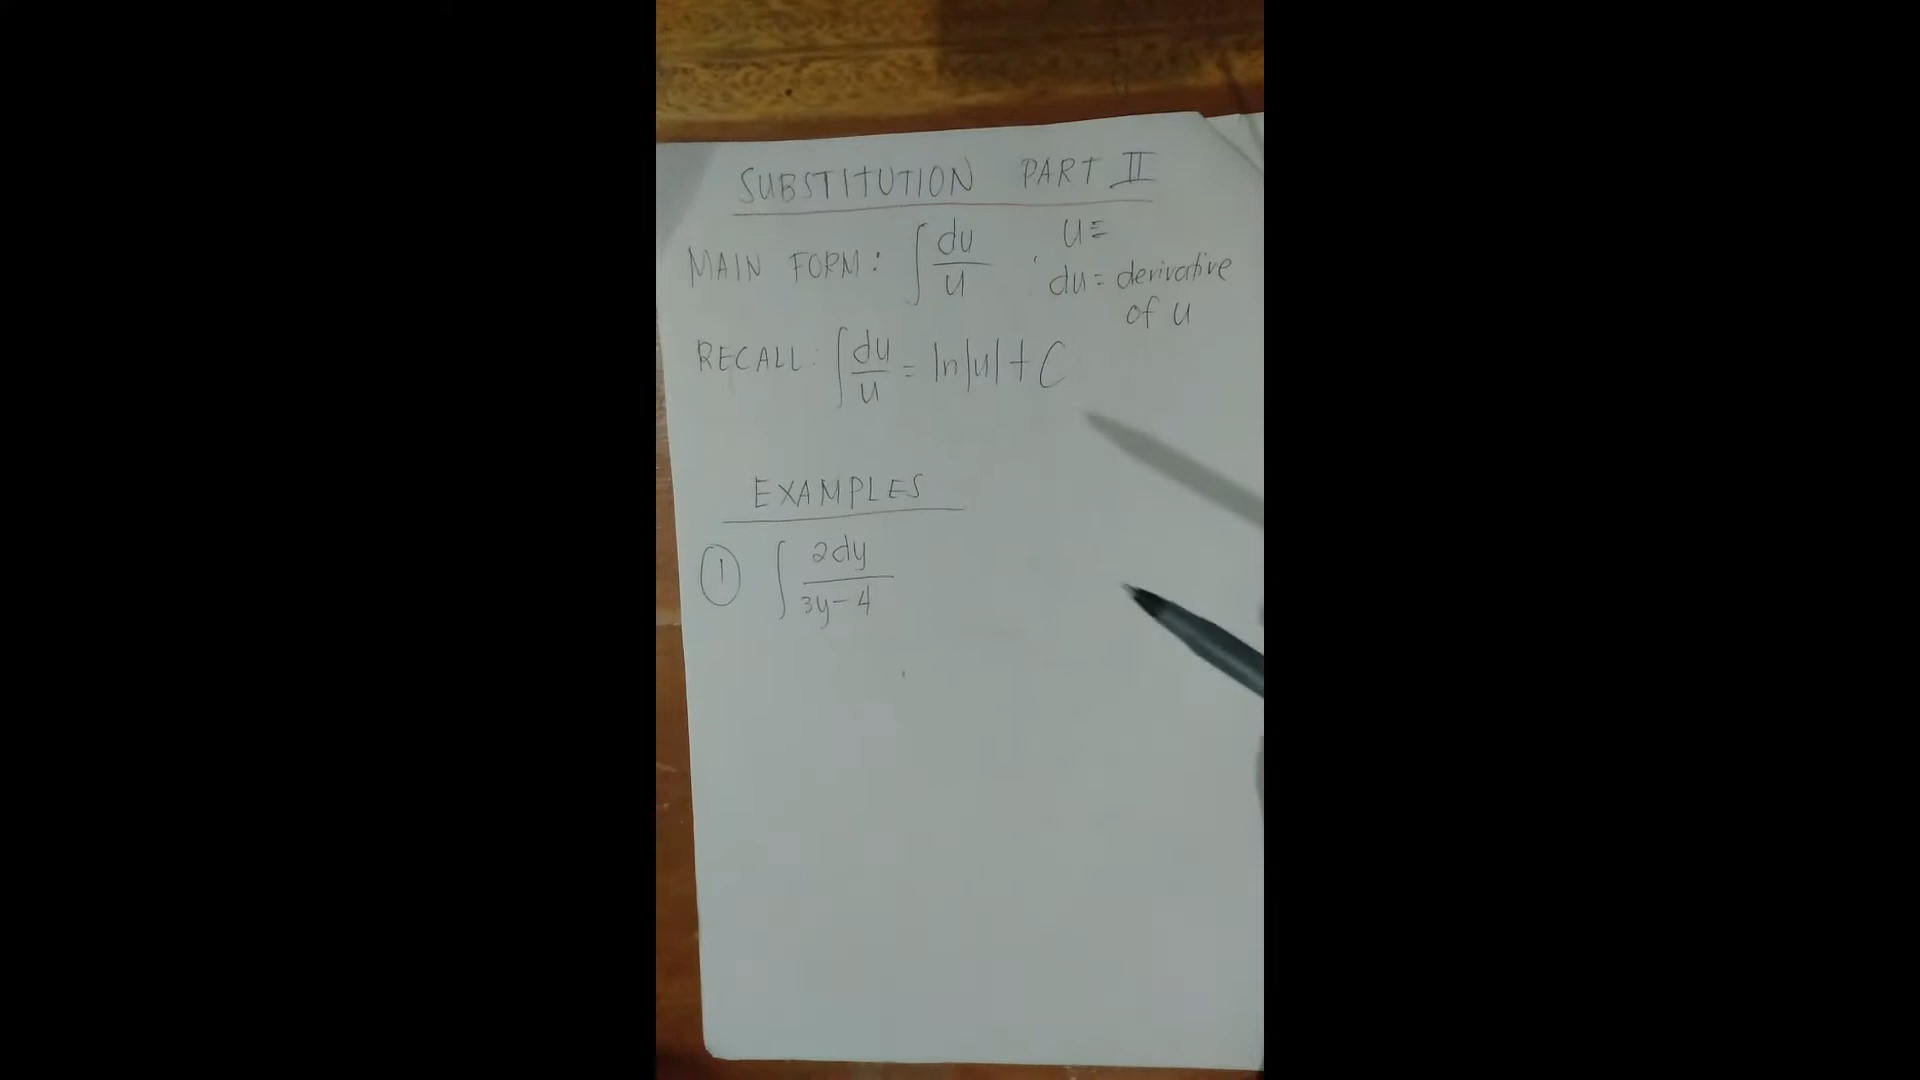 SUBSTITUTION PART II
MAIN FORM: ∫ du/u u=
du = derivative
of u
RECALL: ∫ du/u = ln|u| + C
EXAMPLES
① ∫ 2dy/3y-4